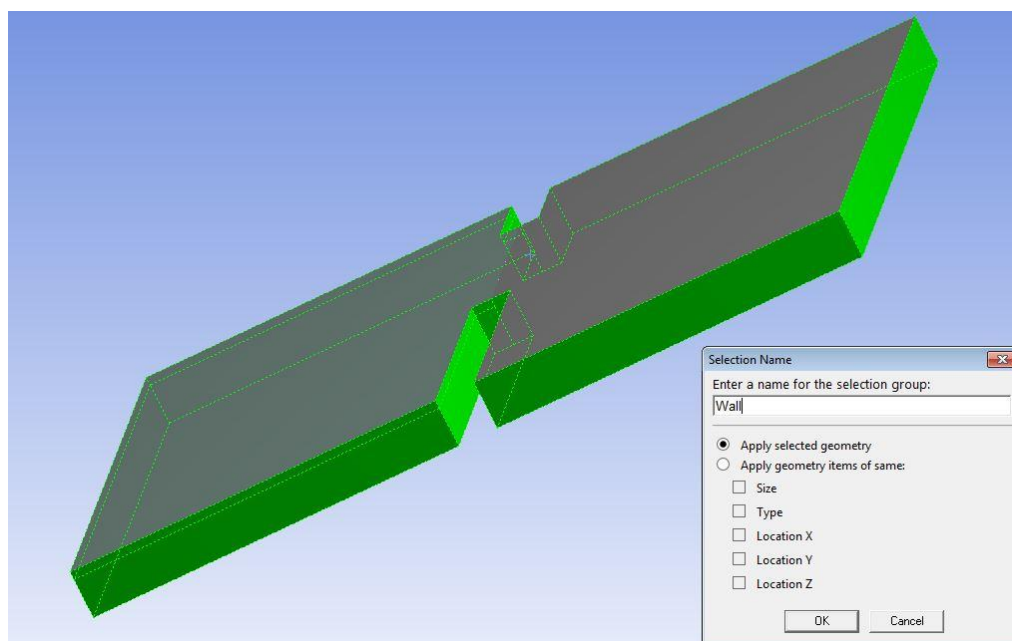 Selection Name
Enter a name for the selection group:
Wall
Apply selected geometry
Apply geometry items of same:
Size
Type
Location X
Location Y
Location Z
OK Cancel